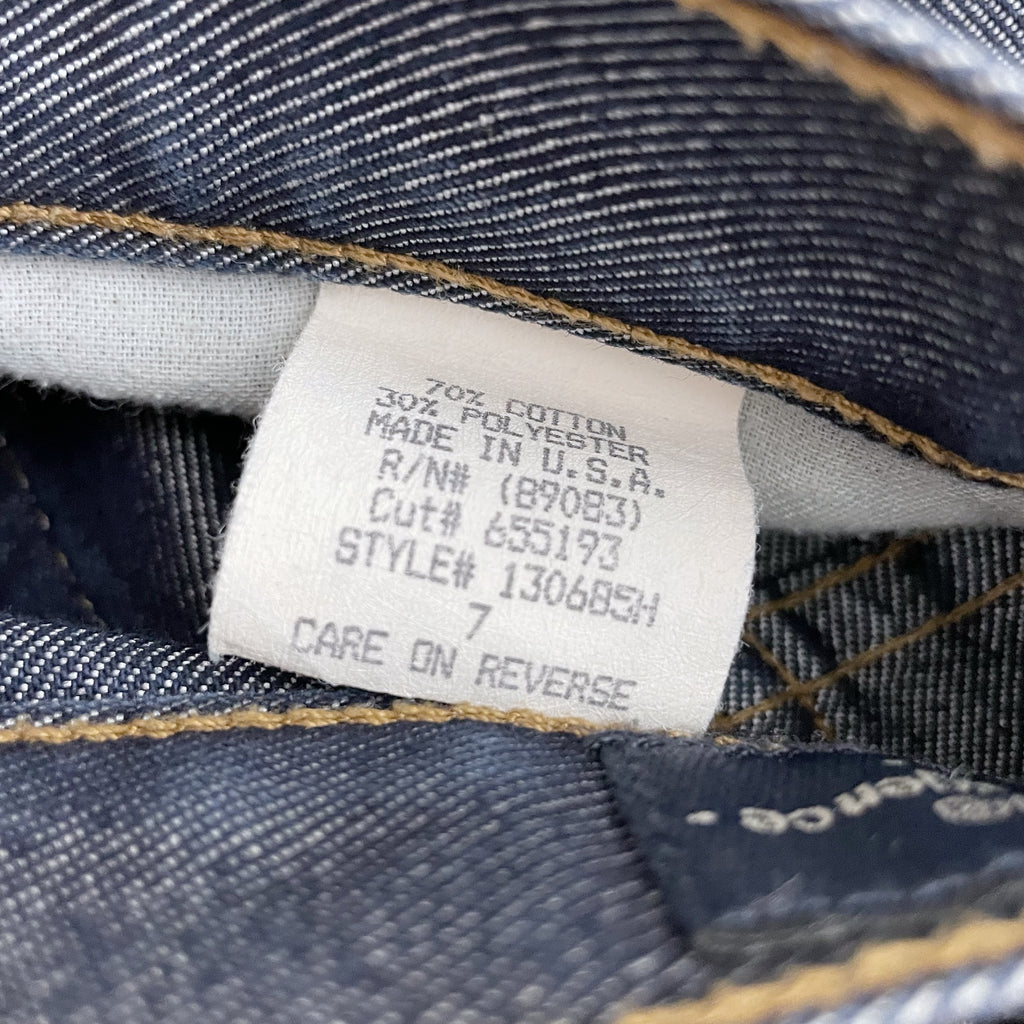 70% COTTON
30% POLYESTER
MADE IN U.S.A.
R/N# (89083)
Cut# 655193
STYLE# 130685H
7
CARE ON REVERSE